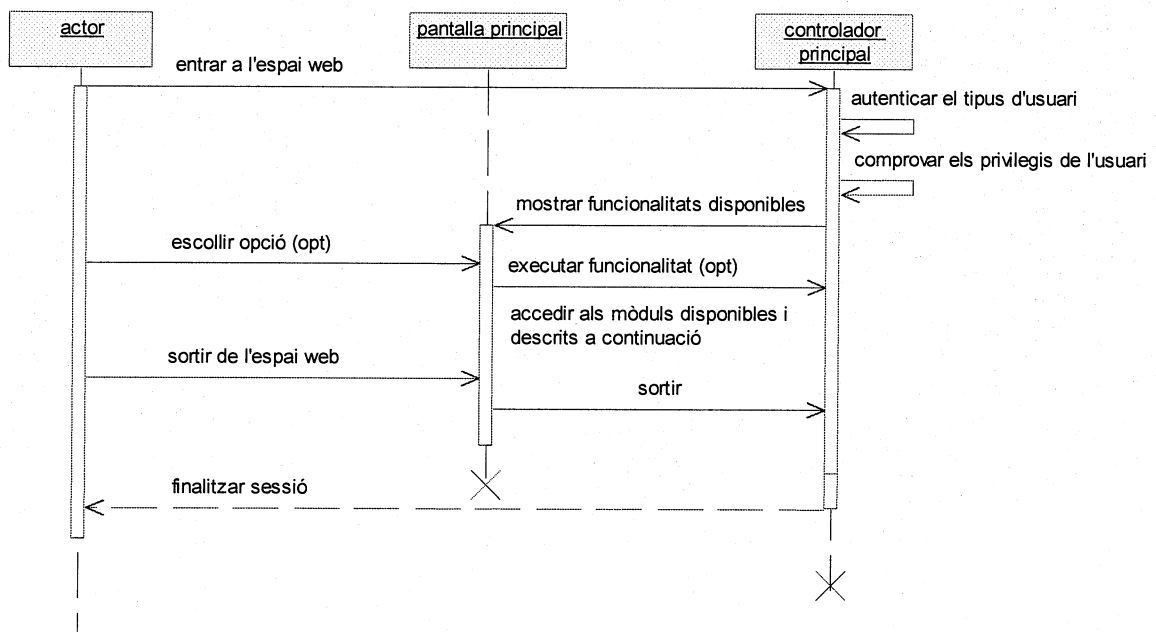 actor
pantalla principal
controlador
principal
entrar a l'espai web
autenticar el tipus d'usuari
comprovar els privilegis de l'usuari
mostrar funcionalitats disponibles
escollir opció (opt)
executar funcionalitat (opt)
accedir als mòduls disponibles i
descrits a continuació
sortir de l'espai web
sortir
finalitzar sessió